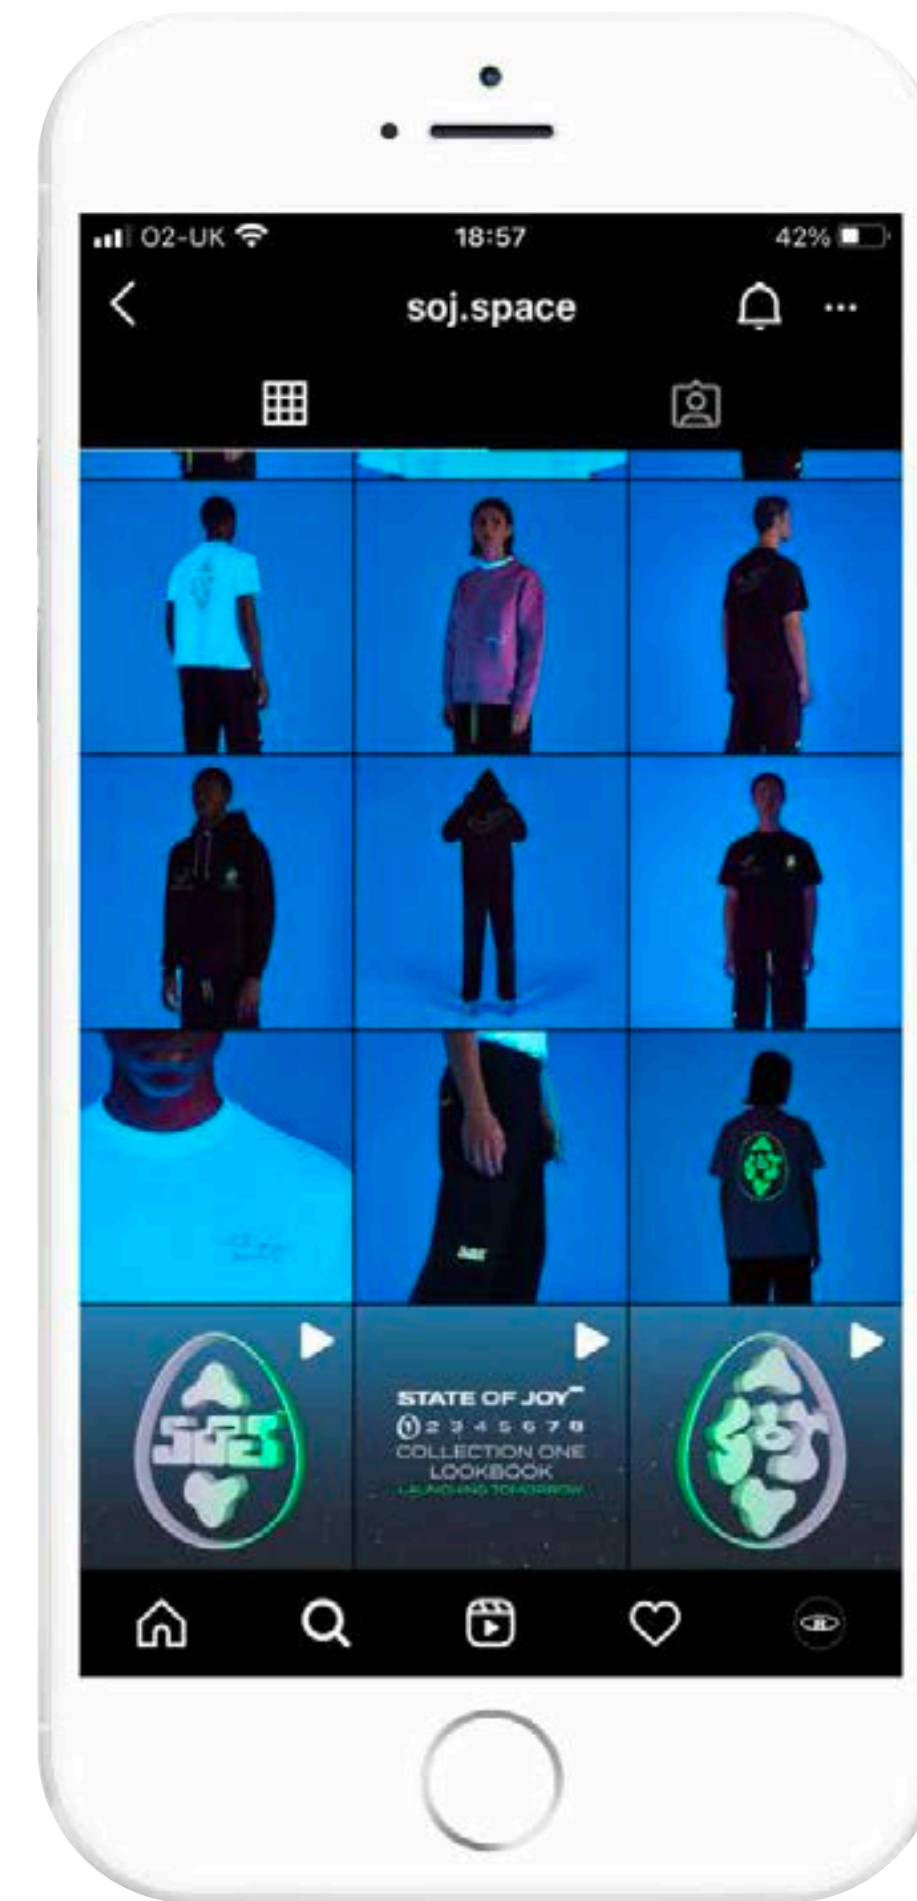 O2-UK 18:57 42%
soj.space
STATE OF JOY
1 2 3 4 5 6 7 8
COLLECTION ONE
LOOKBOOK
LAUNCHING TOMORROW